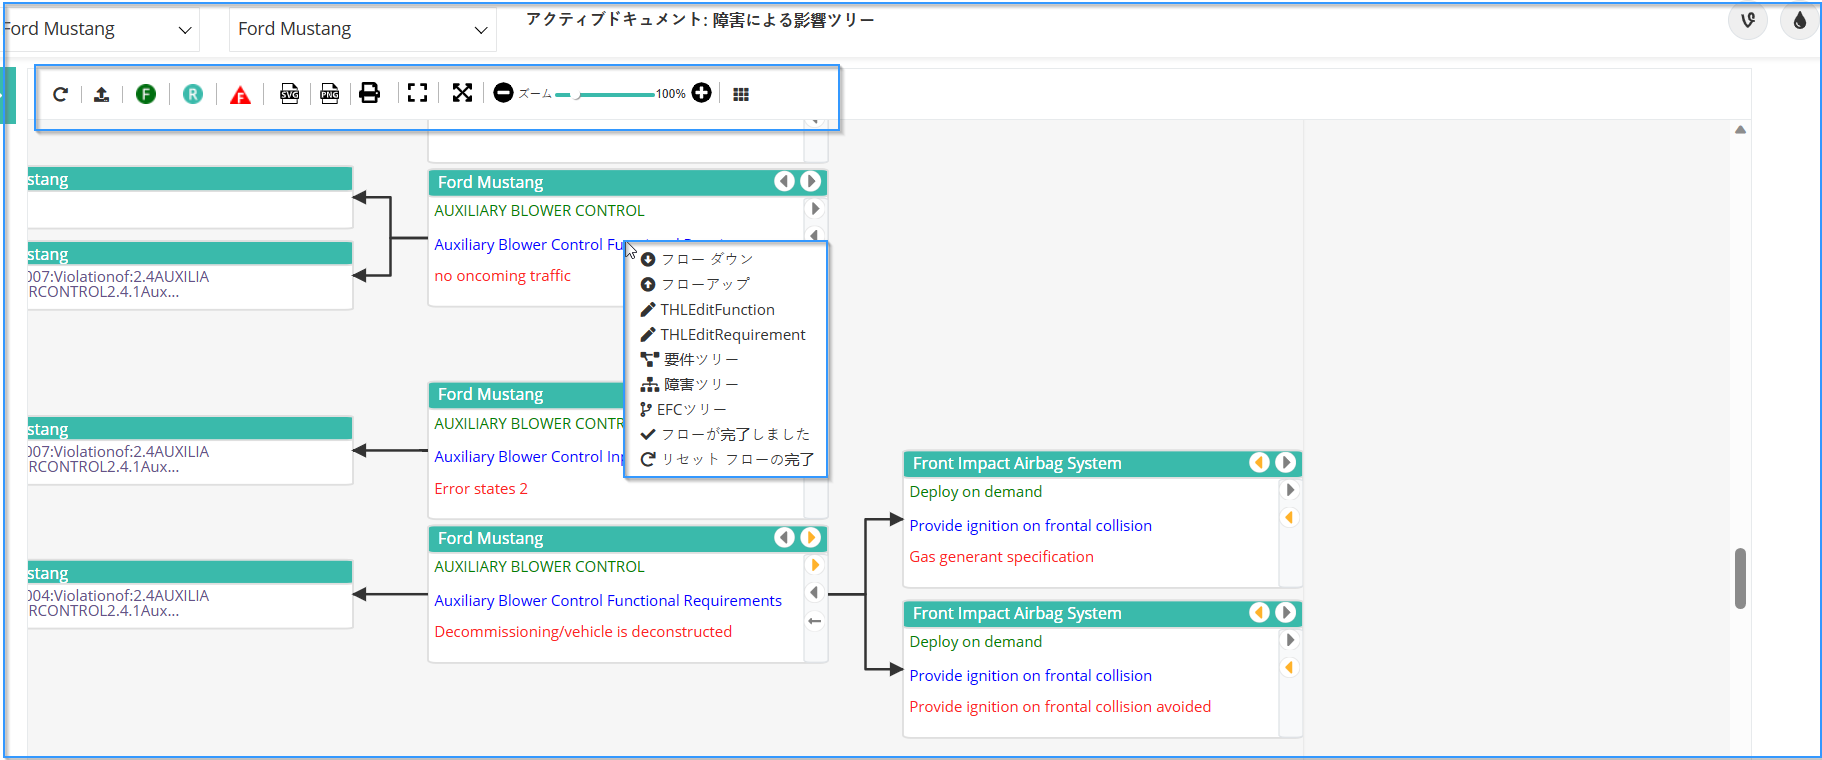 Ford Mustang
Ford Mustang
アクティブドキュメント: 障害による影響ツリー
F
R
F
SVG
PNG
ズーム
100%
stang
stang
007:Violationof:2.4AUXILIA
RCONTROL2.4.1Aux...
stang
007:Violationof:2.4AUXILIA
RCONTROL2.4.1Aux...
stang
004:Violationof:2.4AUXILIA
RCONTROL2.4.1Aux...
Ford Mustang
AUXILIARY BLOWER CONTROL
Auxiliary Blower Control Fu
no oncoming traffic
フロー ダウン
フローアップ
THLEditFunction
THLEditRequirement
要件ツリー
障害ツリー
EFCツリー
フローが完了しました
リセット フローの完了
Ford Mustang
AUXILIARY BLOWER CONTR
Auxiliary Blower Control Inp
Error states 2
Ford Mustang
AUXILIARY BLOWER CONTROL
Auxiliary Blower Control Functional Requirements
Decommissioning/vehicle is deconstructed
Front Impact Airbag System
Deploy on demand
Provide ignition on frontal collision
Gas generant specification
Front Impact Airbag System
Deploy on demand
Provide ignition on frontal collision
Provide ignition on frontal collision avoided